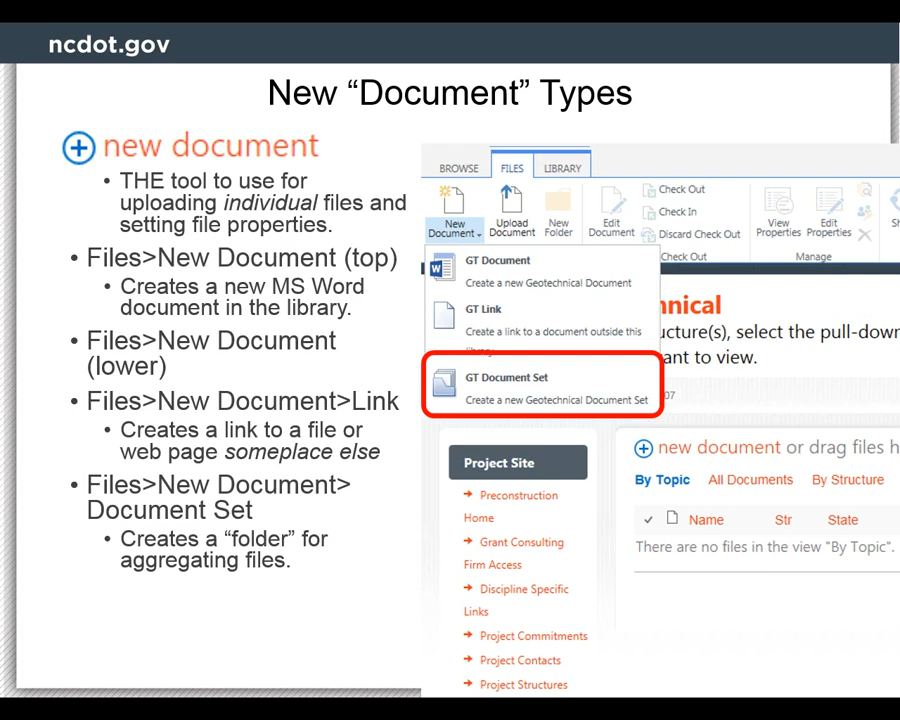 ncdot.gov
New “Document” Types
new document
• THE tool to use for
uploading individual files and
setting file properties.
• Files>New Document (top)
• Creates a new MS Word
document in the library.
• Files>New Document
(lower)
• Files>New Document>Link
• Creates a link to a file or
web page someplace else
• Files>New Document>
Document Set
• Creates a “folder” for
aggregating files.
BROWSE FILES LIBRARY
New
Document
Upload
Document
New
Folder
Edit
Document
Check Out
Check In
Discard Check Out
Check Out
View
Properties
Edit
Properties
Manage
GT Document
Create a new Geotechnical Document
GT Link
Create a link to a document outside this
library.
GT Document Set
Create a new Geotechnical Document Set
hnical
ucture(s), select the pull-down
ant to view.
07
Project Site
Preconstruction
Home
Grant Consulting
Firm Access
Discipline Specific
Links
Project Commitments
Project Contacts
Project Structures
new document or drag files h
By Topic All Documents By Structure
Name Str State
There are no files in the view "By Topic".